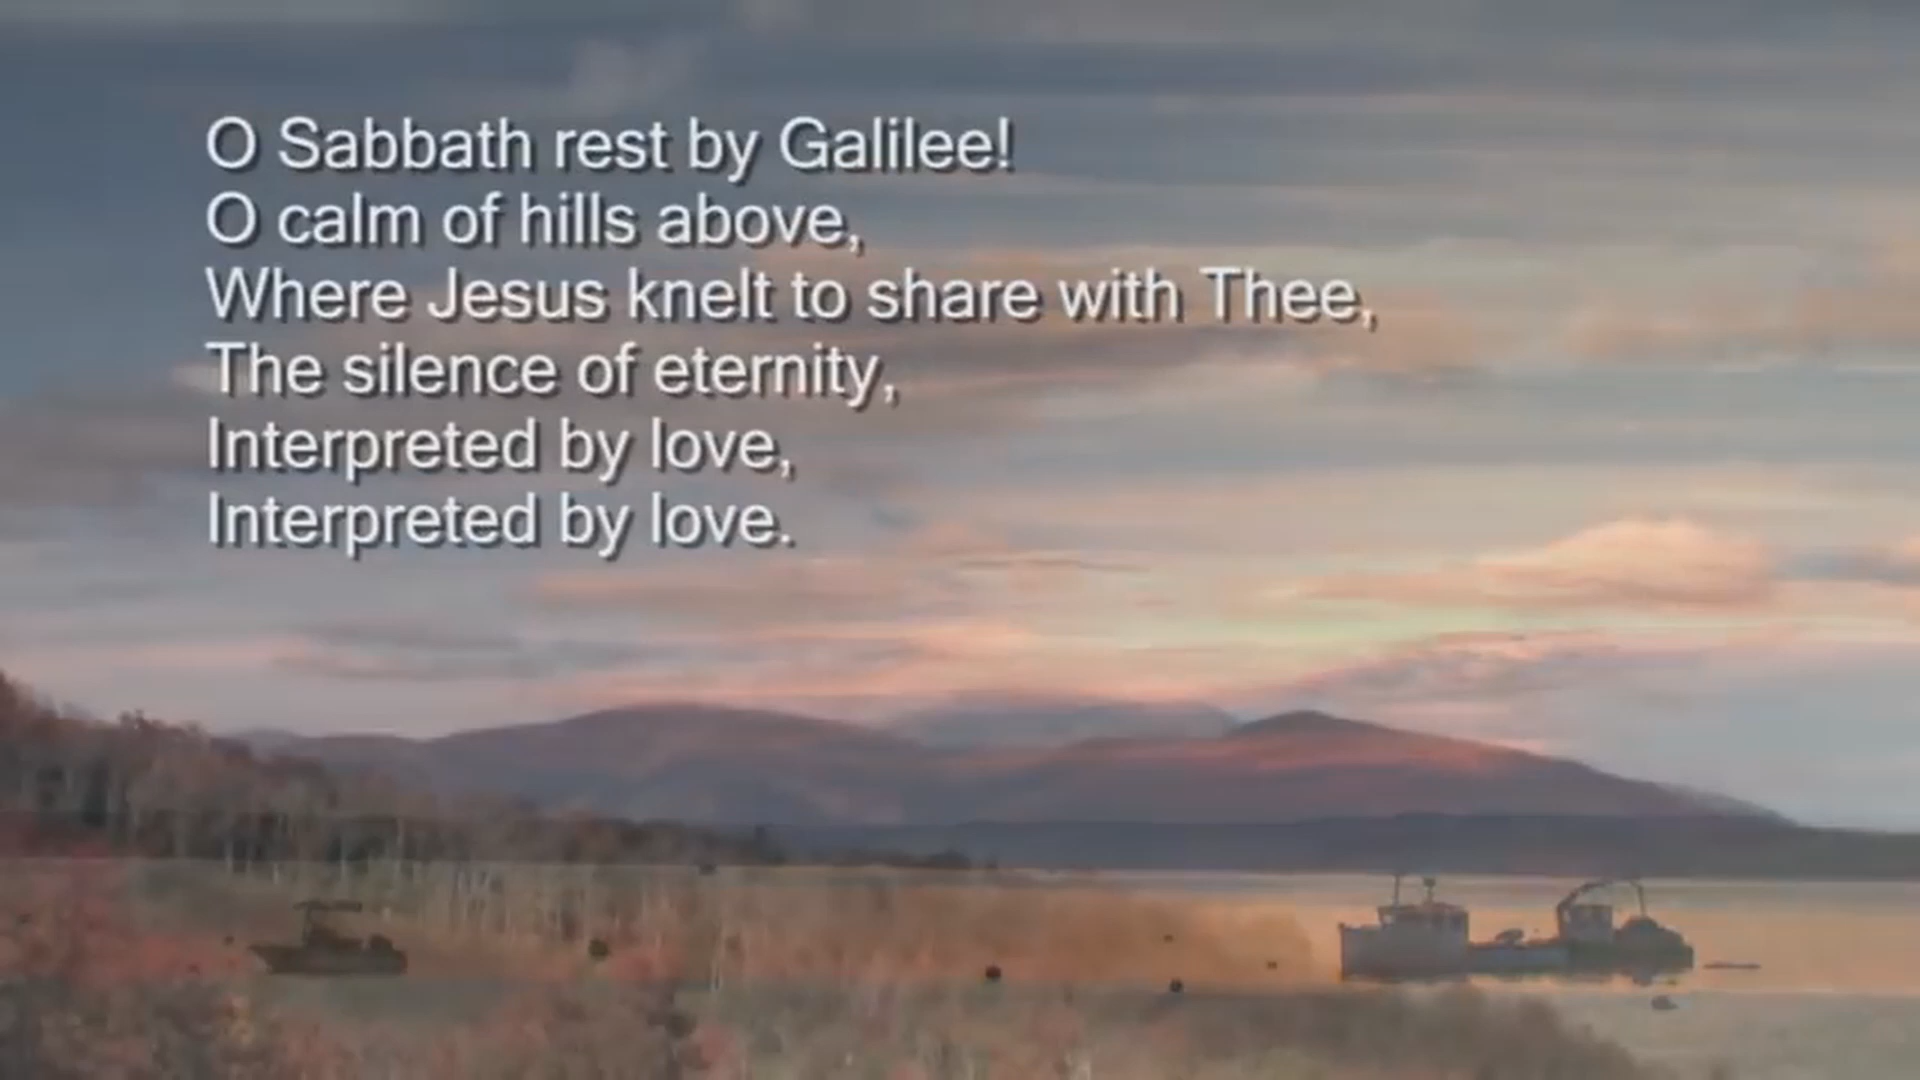 O Sabbath rest by Galilee!
O calm of hills above,
Where Jesus knelt to share with Thee,
The silence of eternity,
Interpreted by love,
Interpreted by love.